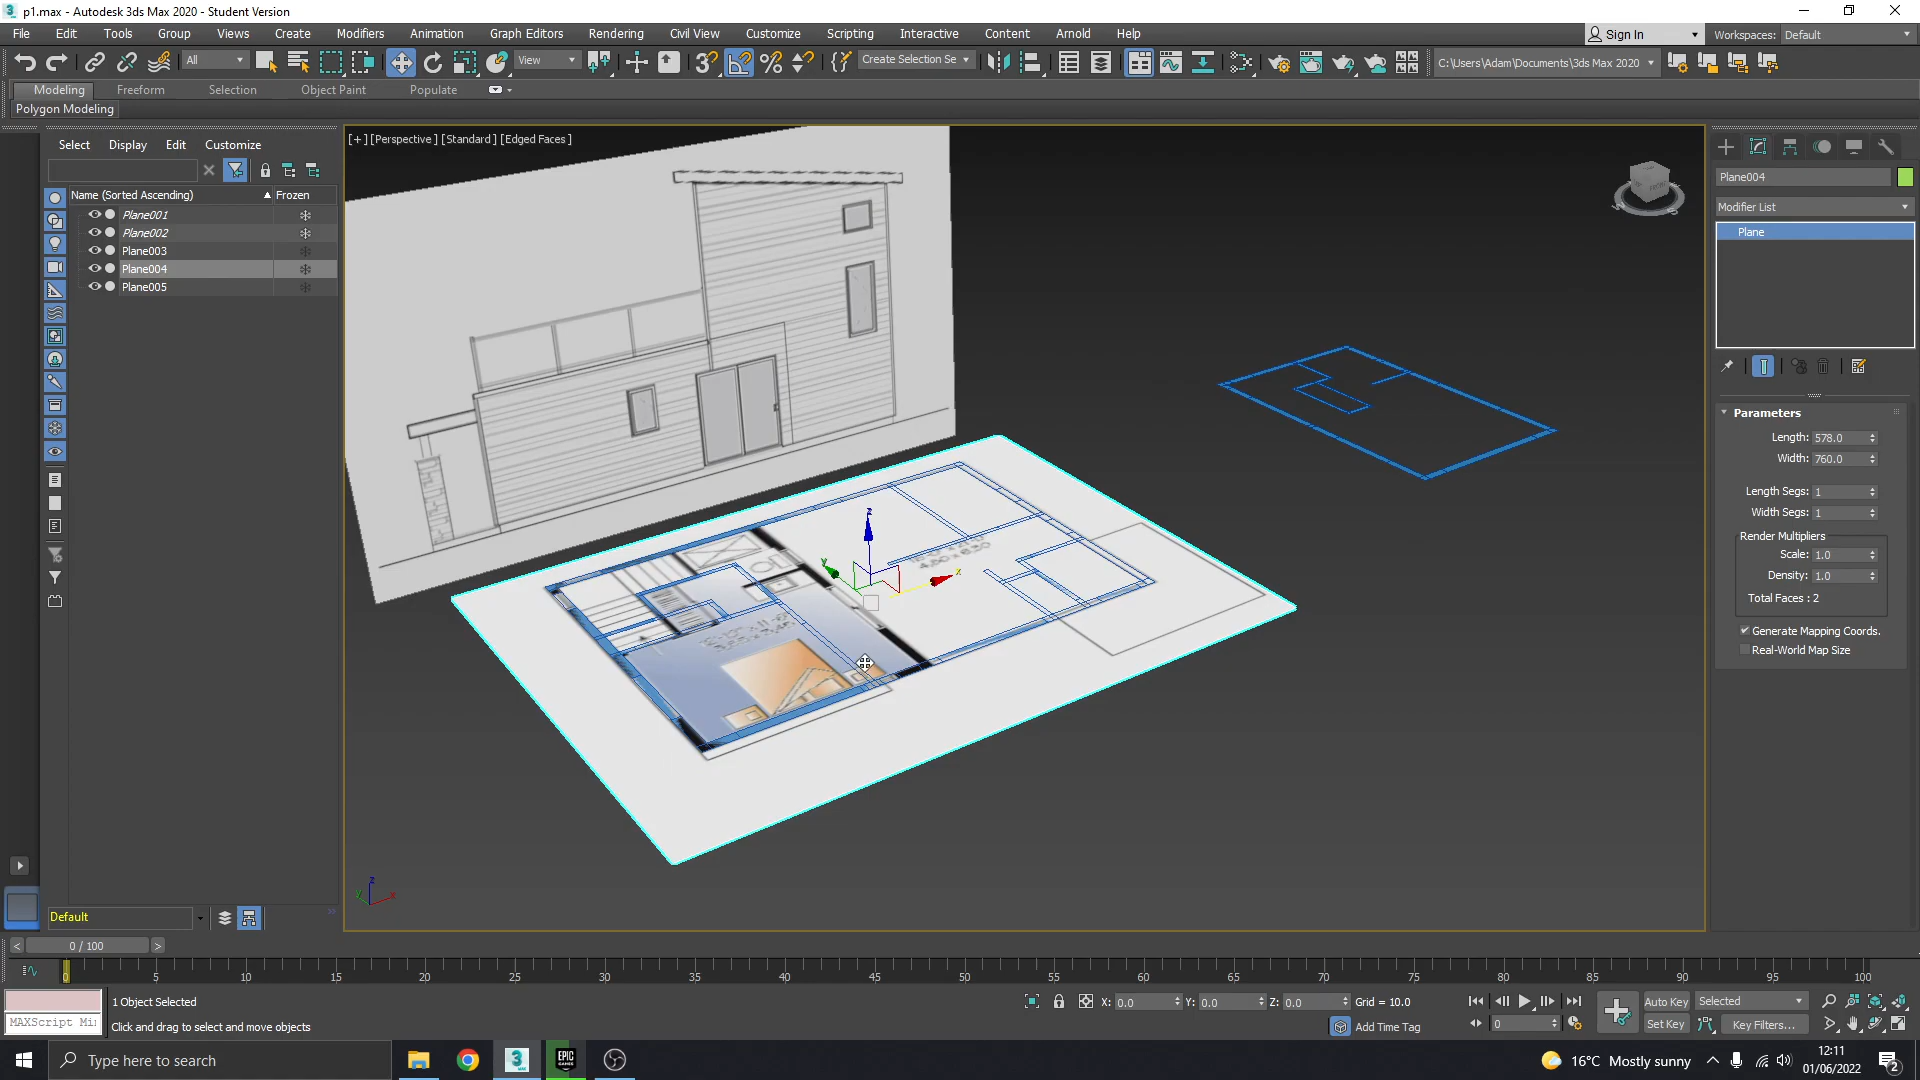 p1.max - Autodesk 3ds Max 2020 - Student Version
File Edit Tools Group Views Create Modifiers Animation Graph Editors Rendering Civil View Customize Scripting Interactive Content Arnold Help
Sign In
Workspaces: Default
All
View
Create Selection Se
C:\Users\Adam\Documents\3ds Max 2020
Modeling Freeform Selection Object Paint Populate
Polygon Modeling
Select Display Edit Customize
Name (Sorted Ascending) Frozen
Plane001
Plane002
Plane003
Plane004
Plane005
[+] [Perspective ] [Standard ] [Edged Faces ]
FRONT
z
y
x
Plane004
Modifier List
Plane
Parameters
Length: 578.0
Width: 760.0
Length Segs: 1
Width Segs: 1
Render Multipliers
Scale: 1.0
Density: 1.0
Total Faces : 2
Generate Mapping Coords.
Real-World Map Size
z
y
x
Default
0 / 100
0 5 10 15 20 25 30 35 40 45 50 55 60 65 70 75 80 85 90 95 100
1 Object Selected
X: 0.0 Y: 0.0 Z: 0.0 Grid = 10.0
Auto Key Selected
MAXScript Mi
Click and drag to select and move objects
Add Time Tag
0
Set Key Key Filters...
Type here to search
3
MAX
EPIC
GAMES
16°C Mostly sunny
12:11
01/06/2022
2